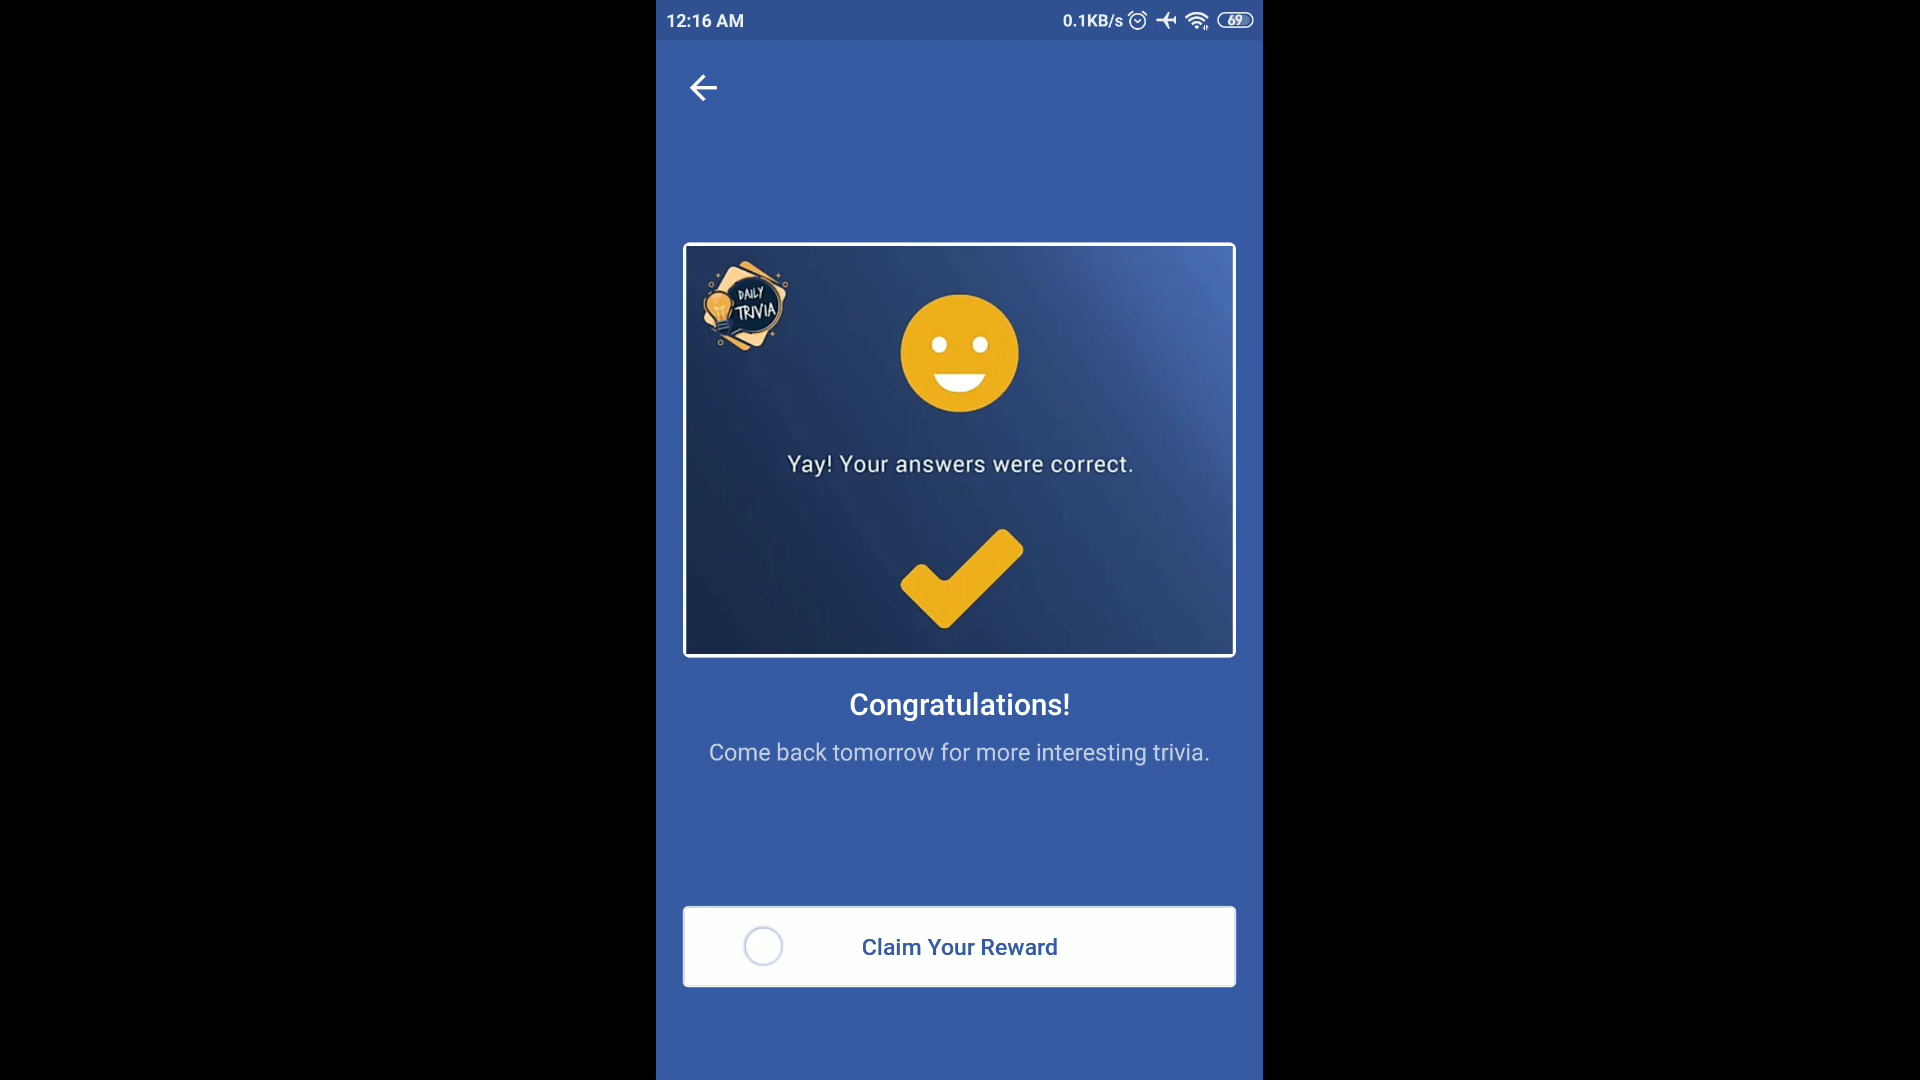 12:16 AM 0.1KB/s 69
DAILY
TRIVIA
Yay! Your answers were correct.
Congratulations!
Come back tomorrow for more interesting trivia.
Claim Your Reward